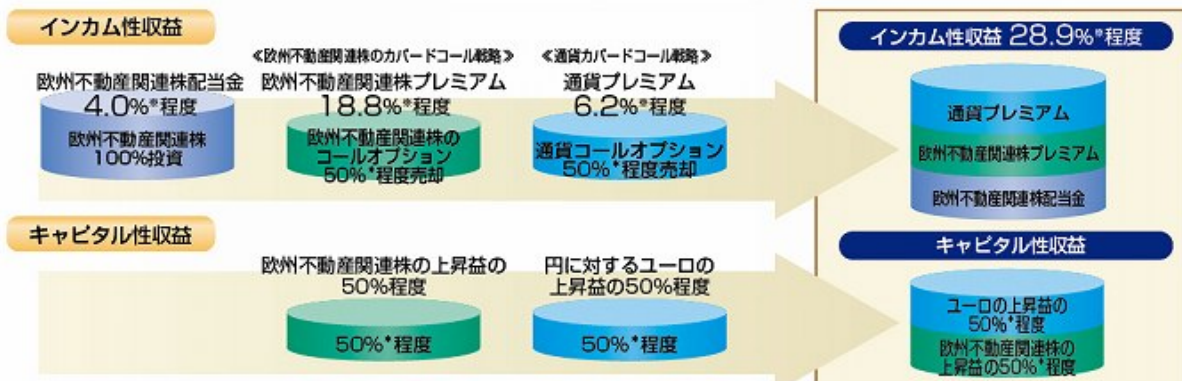 インカム性収益
欧州不動産関連株配当金
4.0%*程度
欧州不動産関連株
100%投資
≪欧州不動産関連株のカバードコール戦略≫
欧州不動産関連株プレミアム
18.8%*程度
欧州不動産関連株の
コールオプション
50%*程度売却
≪通貨カバードコール戦略≫
通貨プレミアム
6.2%*程度
通貨コールオプション
50%*程度売却
インカム性収益 28.9%*程度
通貨プレミアム
欧州不動産関連株プレミアム
欧州不動産関連株配当金
キャピタル性収益
欧州不動産関連株の上昇益の
50%程度
50%*程度
円に対するユーロの
上昇益の50%程度
50%*程度
キャピタル性収益
ユーロの上昇益の
50%*程度
欧州不動産関連株の
上昇益の50%*程度